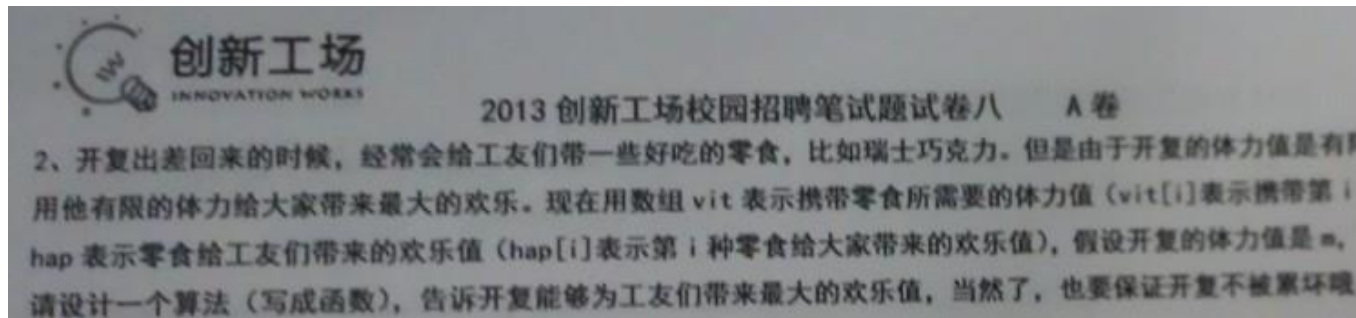 创新工场
INNOVATION WORKS
2013 创新工场校园招聘笔试题试卷八 A 卷
2、开复出差回来的时候，经常会给工友们带一些好吃的零食，比如瑞士巧克力。但是由于开复的体力值是有
用他有限的体力给大家带来最大的欢乐。现在用数组 vit 表示携带零食所需要的体力值（vit[i]表示携带第 i
hap 表示零食给工友们带来的欢乐值（hap[i]表示第 i 种零食给大家带来的欢乐值），假设开复的体力值是 m，
请设计一个算法（写成函数），告诉开复能够为工友们带来最大的欢乐值，当然了，也要保证开复不被累坏哦